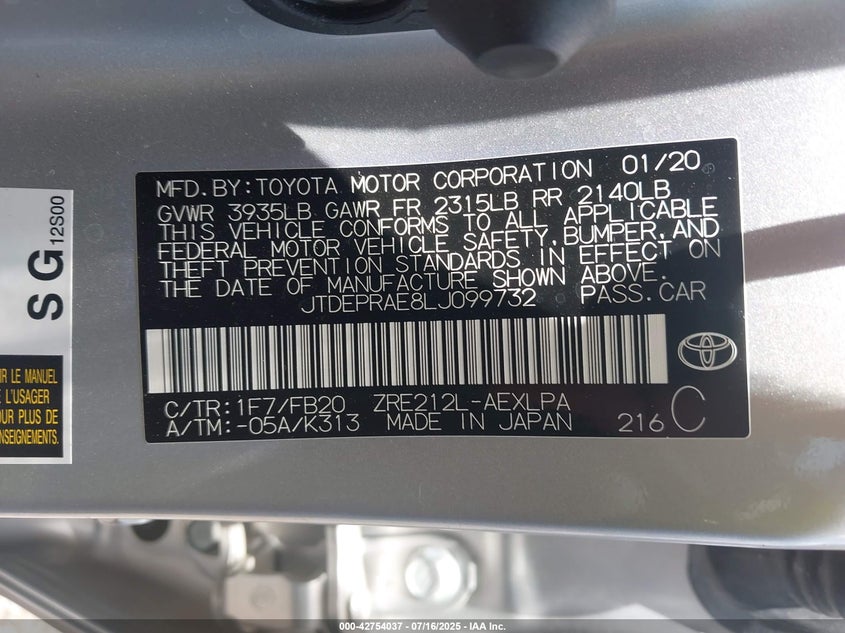 MFD. BY: TOYOTA MOTOR CORPORATION 01/20
GVWR 3935LB GAWR FR 2315LB RR 2140LB
THIS VEHICLE CONFORMS TO ALL APPLICABLE
FEDERAL MOTOR VEHICLE SAFETY, BUMPER, AND
THEFT PREVENTION STANDARDS IN EFFECT ON
THE DATE OF MANUFACTURE SHOWN ABOVE.
JTDEPRAE8LJ099732 PASS. CAR
C/TR: 1F7/FB20 ZRE212L-AEXLPA
A/TM: -05A/K313 MADE IN JAPAN 216 C
SG 12S00
R LE MANUEL
L'USAGER
OUR PLUS DE
NSEIGNEMENTS.
000-42754037 - 07/16/2025 - IAA Inc.